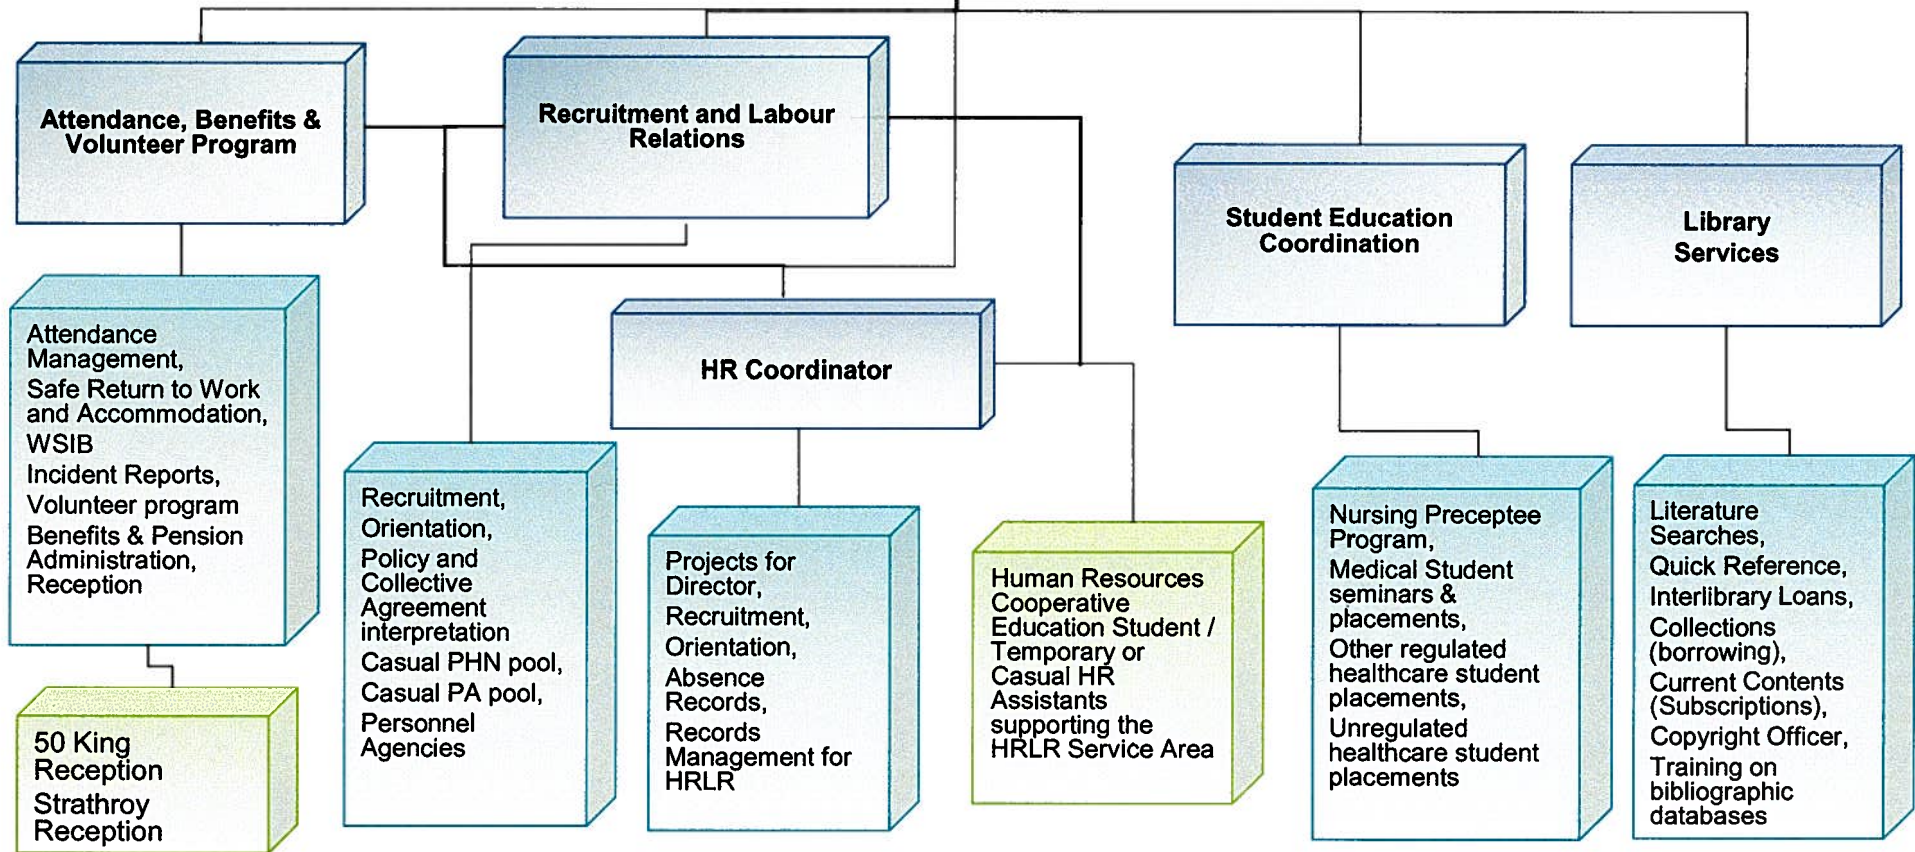 Attendance, Benefits &
Volunteer Program
Recruitment and Labour
Relations
Student Education
Coordination
Library
Services
HR Coordinator
Attendance
Management,
Safe Return to Work
and Accommodation,
WSIB
Incident Reports,
Volunteer program
Benefits & Pension
Administration,
Reception
50 King
Reception
Strathroy
Reception
Recruitment,
Orientation,
Policy and
Collective
Agreement
interpretation
Casual PHN pool,
Casual PA pool,
Personnel
Agencies
Projects for
Director,
Recruitment,
Orientation,
Absence
Records,
Records
Management for
HRLR
Human Resources
Cooperative
Education Student /
Temporary or
Casual HR
Assistants
supporting the
HRLR Service Area
Nursing Preceptee
Program,
Medical Student
seminars &
placements,
Other regulated
healthcare student
placements,
Unregulated
healthcare student
placements
Literature
Searches,
Quick Reference,
Interlibrary Loans,
Collections
(borrowing),
Current Contents
(Subscriptions),
Copyright Officer,
Training on
bibliographic
databases